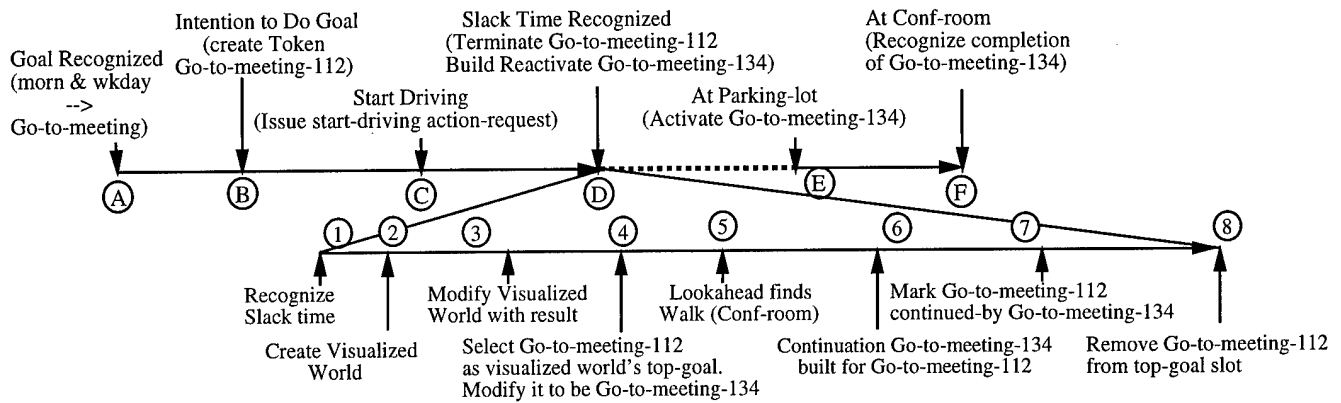 Goal Recognized
(morn & wkday
-->
Go-to-meeting)
Intention to Do Goal
(create Token
Go-to-meeting-112)
Start Driving
(Issue start-driving action-request)
Slack Time Recognized
(Terminate Go-to-meeting-112
Build Reactivate Go-to-meeting-134)
At Parking-lot
(Activate Go-to-meeting-134)
At Conf-room
(Recognize completion
of Go-to-meeting-134)
A
B
C
D
E
F
1
2
3
4
5
6
7
8
Recognize
Slack time
Create Visualized
World
Modify Visualized
World with result
Select Go-to-meeting-112
as visualized world's top-goal.
Modify it to be Go-to-meeting-134
Lookahead finds
Walk (Conf-room)
Continuation Go-to-meeting-134
built for Go-to-meeting-112
Mark Go-to-meeting-112
continued-by Go-to-meeting-134
Remove Go-to-meeting-112
from top-goal slot